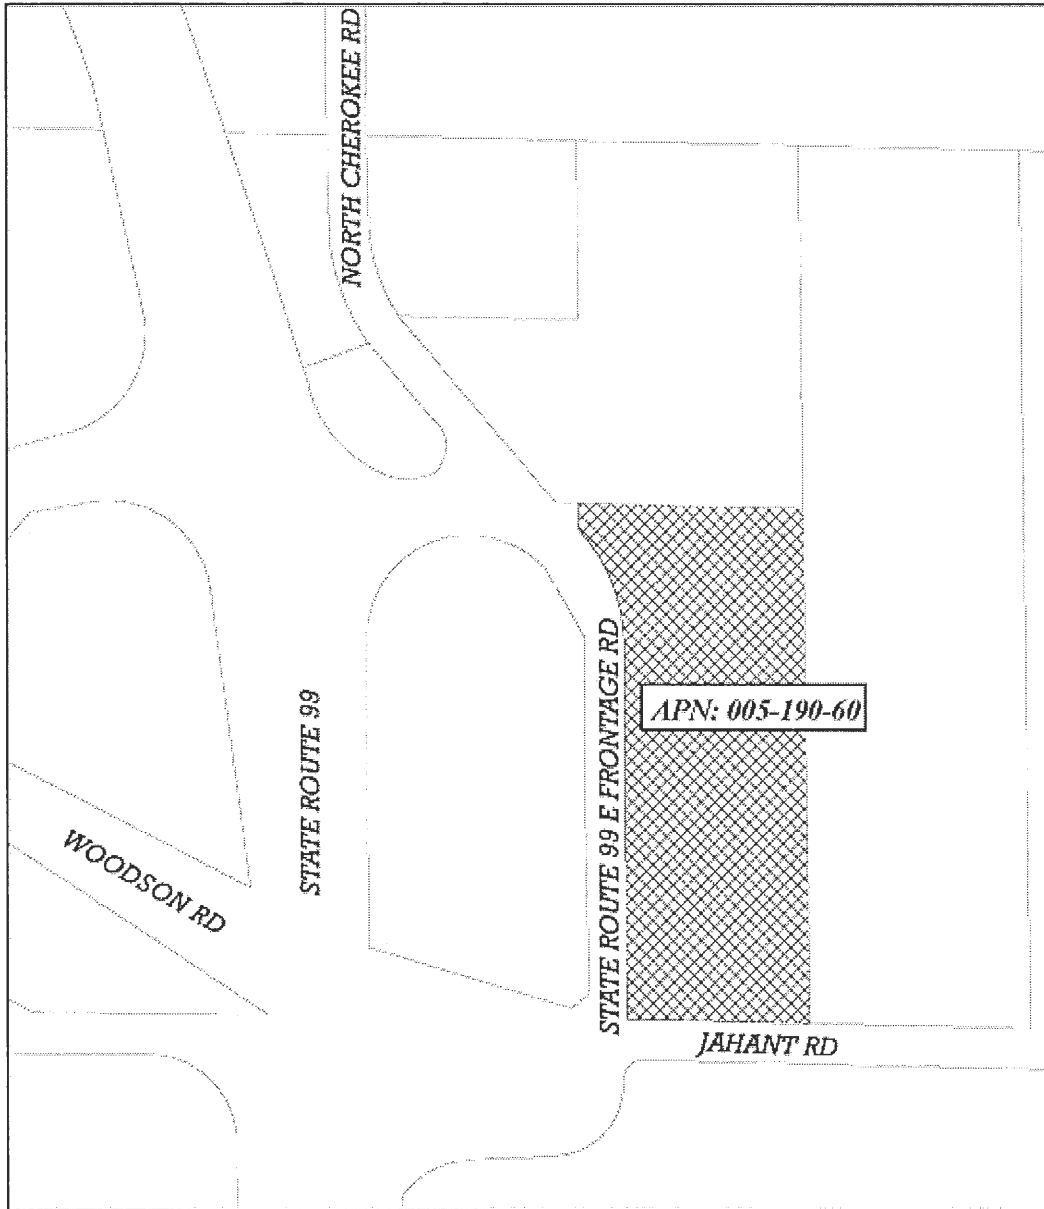 NORTH CHEROKEE RD
STATE ROUTE 99
STATE ROUTE 99 E FRONTAGE RD
APN: 005-190-60
WOODSON RD
JAHANT RD